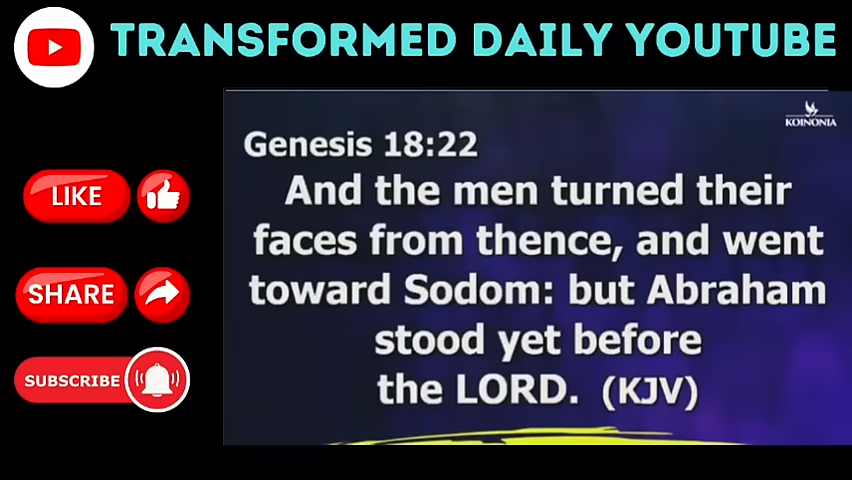 TRANSFORMED DAILY YOUTUBE
KOINONIA
Genesis 18:22
And the men turned their
faces from thence, and went
toward Sodom: but Abraham
stood yet before
the LORD. (KJV)
LIKE
SHARE
SUBSCRIBE